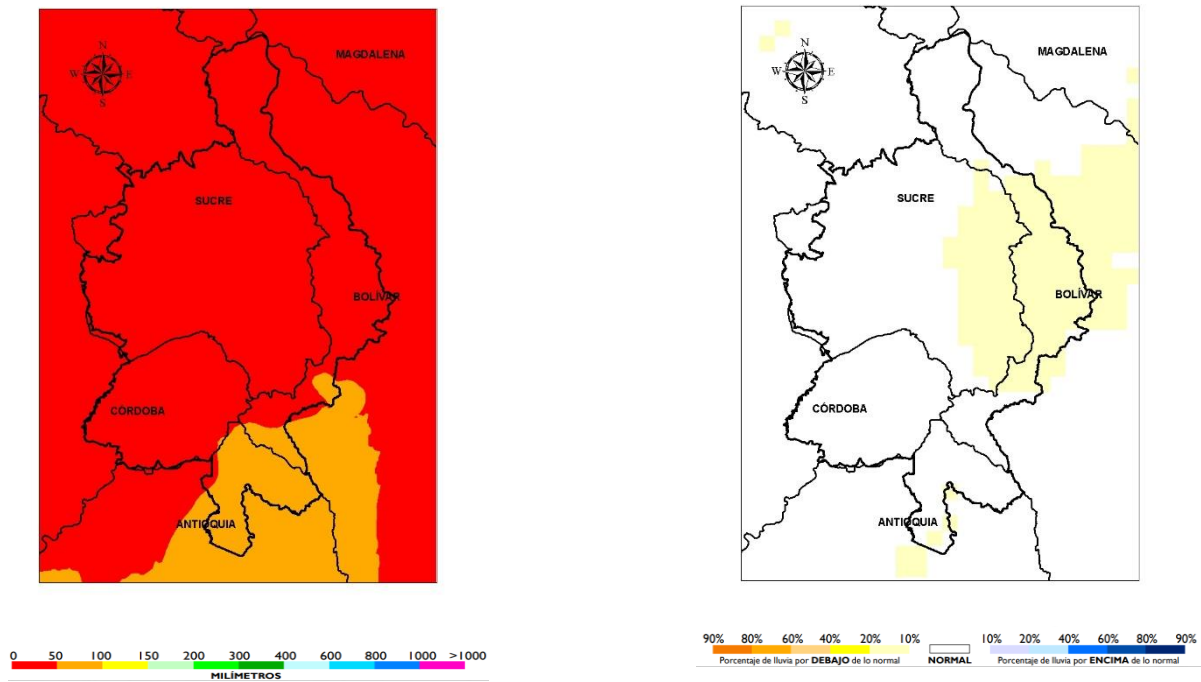 N
W E
S
MAGDALENA
SUCRE
BOLÍVAR
CÓRDOBA
ANTIOQUIA
0 50 100 150 200 300 400 600 800 1000 >1000
MILÍMETROS
N
W E
S
MAGDALENA
SUCRE
BOLÍVAR
CÓRDOBA
ANTIOQUIA
90% 80% 60% 40% 20% 10% 10% 20% 40% 60% 80% 90%
Porcentaje de lluvia por DEBAJO de lo normal NORMAL Porcentaje de lluvia por ENCIMA de lo normal